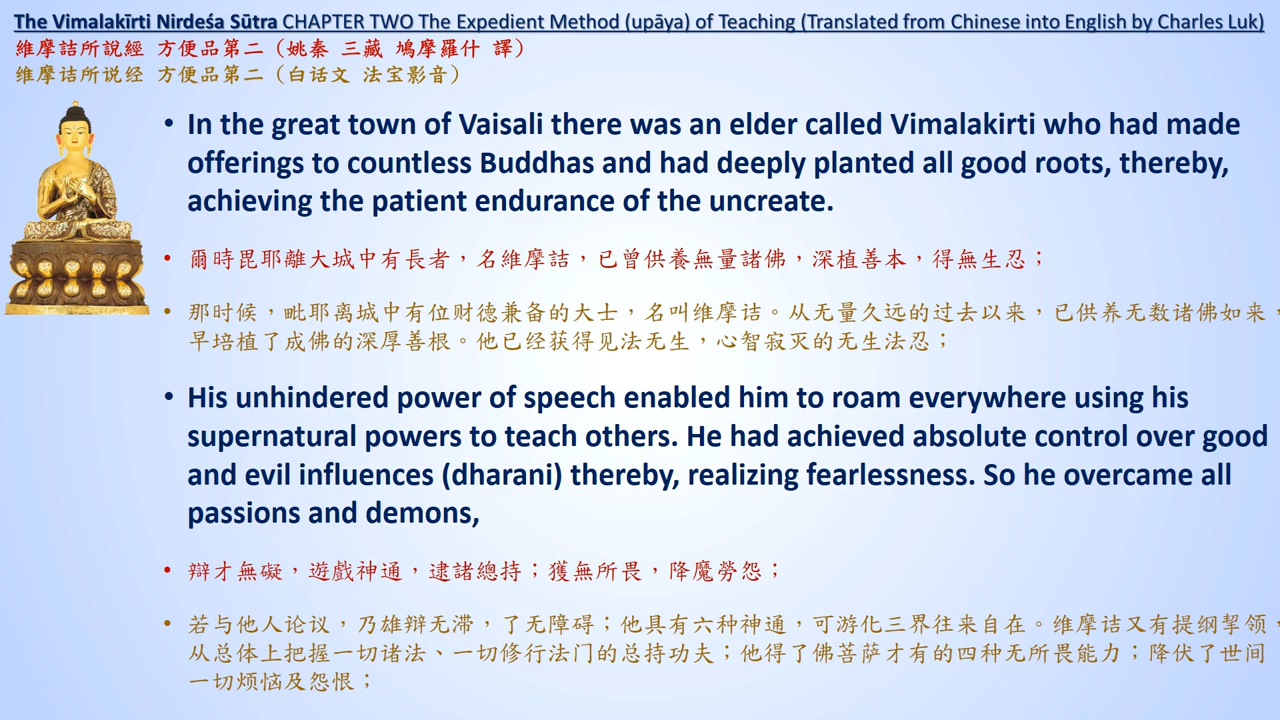 The Vimalakīrti Nirdeśa Sūtra CHAPTER TWO The Expedient Method (upāya) of Teaching (Translated from Chinese into English by Charles Luk)
維摩詰所說經 方便品第二（姚秦 三藏 鳩摩羅什 譯）
维摩诘所说经 方便品第二（白话文 法宝影音）
• In the great town of Vaisali there was an elder called Vimalakirti who had made
offerings to countless Buddhas and had deeply planted all good roots, thereby,
achieving the patient endurance of the uncreate.
• 爾時毘耶離大城中有長者，名維摩詰，已曾供養無量諸佛，深植善本，得無生忍；
• 那时候，毗耶离城中有位财德兼备的大士，名叫维摩诘。从无量久远的过去以来，已供养无数诸佛如来，
早培植了成佛的深厚善根。他已经获得见法无生，心智寂灭的无生法忍；
• His unhindered power of speech enabled him to roam everywhere using his
supernatural powers to teach others. He had achieved absolute control over good
and evil influences (dharani) thereby, realizing fearlessness. So he overcame all
passions and demons,
• 辯才無礙，遊戲神通，逮諸總持；獲無所畏，降魔勞怨；
• 若与他人论议，乃雄辩无滞，了无障碍；他具有六种神通，可游化三界往来自在。维摩诘又有提纲挈领，
从总体上把握一切诸法、一切修行法门的总持功夫；他得了佛菩萨才有的四种无所畏能力；降伏了世间
一切烦恼及怨恨；